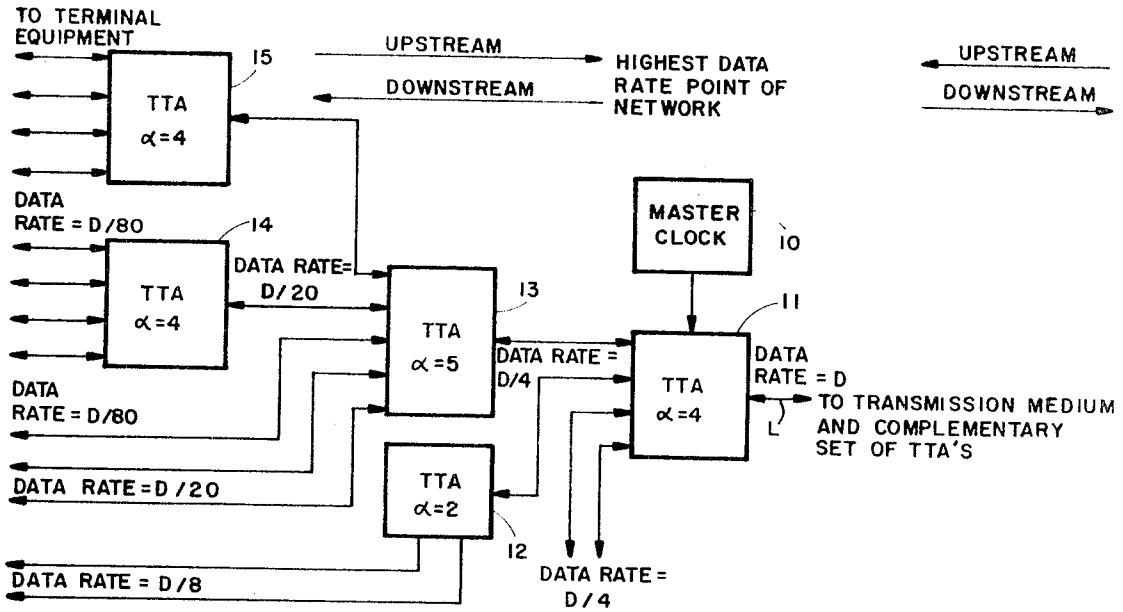 TO TERMINAL
EQUIPMENT
15
TTA
α=4
UPSTREAM
DOWNSTREAM
HIGHEST DATA
RATE POINT OF
NETWORK
UPSTREAM
DOWNSTREAM
DATA
RATE = D/80
14
TTA
α=4
DATA RATE=
D/20
MASTER
CLOCK
10
13
TTA
α=5
11
DATA RATE =
D/4
TTA
α=4
DATA
RATE = D
L
TO TRANSMISSION MEDIUM
AND COMPLEMENTARY
SET OF TTA'S
DATA
RATE = D/80
DATA RATE=D/20
TTA
α=2
12
DATA RATE = D/8
DATA RATE =
D/4